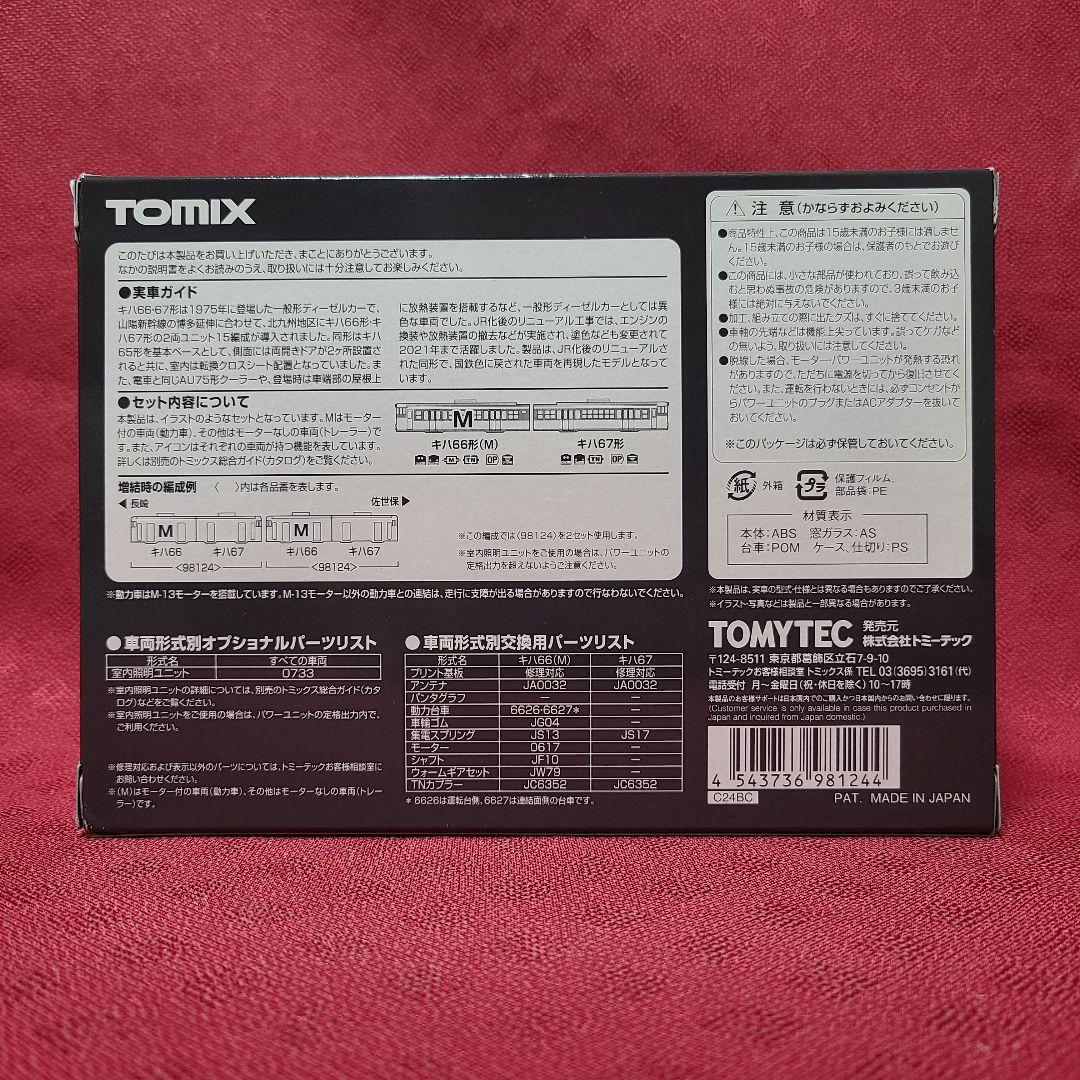 TOMIX
このたびは本製品をお買い上げいただき、まことにありがとうございます。
なかの説明書をよくお読みのうえ、取り扱いには十分注意してお楽しみください。
●実車ガイド
キハ66・67形は1975年に登場した一般形ディーゼルカーで、
山陽新幹線の博多延伸に合わせて、北九州地区にキハ66形・キ
ハ67形の2両ユニット15編成が導入されました。同形はキハ
65形を基本ベースとして、側面には両開きドアが2ヶ所設置され
ると共に、室内は転換クロスシート配置となっていました。ま
た、電車と同じAU75形クーラーや、登場時は車端部の屋根上
に放熱装置を搭載するなど、一般形ディーゼルカーとしては異
色な車両でした。JR化後のリニューアル工事では、エンジンの
換装や放熱装置の撤去などが実施され、塗色なども変更されて
2021年まで活躍しました。製品は、JR化後のリニューアルさ
れた同形で、国鉄色に戻された車両を再現したモデルとなって
います。
●セット内容について
本製品は、イラストのようなセットとなっています。Mはモーター
付の車両(動力車)、その他はモーターなしの車両(トレーラー)で
す。また、アイコンはそれぞれの車両が持つ機能を表しています。
詳しくは別売のトミックス総合ガイド(カタログ)をご覧ください。
M
キハ66形(M) キハ67形
M TN OP TN OP
増結時の編成例 〈 〉内は各品番を表します。
◀長崎 佐世保▶
M M
キハ66 キハ67 キハ66 キハ67
<98124> <98124>
※この編成では〈98124〉を2セット使用します。
※室内照明ユニットをご使用の場合は、パワーユニットの
定格出力を超えないようご注意ください。
※動力車はM-13モーターを搭載しています。M-13モーター以外の動力車との連結は、走行に支障が出る場合がありますので行なわないでください。
●車両形式別オプショナルパーツリスト
形式名 すべての車両
室内照明ユニット 0733
※室内照明ユニットの詳細については、別売のトミックス総合ガイド(カタ
ログ)などをご覧ください。
※室内照明ユニットをご使用の場合は、パワーユニットの定格出力内で、
ご利用ください。
※修理対応および表示以外のパーツについては、トミーテックお客様相談室に
お問い合わせください。
※(M)はモーター付の車両(動力車)、その他はモーターなしの車両(トレー
ラー)です。
●車両形式別交換用パーツリスト
形式名 キハ66(M) キハ67
プリント基板 修理対応 修理対応
アンテナ JA0032 JA0032
パンタグラフ — —
動力台車 6626・6627* —
車輪ゴム JG04 —
集電スプリング JS13 JS17
モーター 0617 —
シャフト JF10 —
ウォームギアセット JW79 —
TNカプラー JC6352 JC6352
* 6626は運転台側、6627は連結面側の台車です。
⚠ 注 意 (かならずおよみください)
●商品特性上、この商品は15歳未満のお子様には適しませ
ん。15歳未満のお子様の場合は、保護者のもとでお遊び
ください。
●この商品には、小さな部品が使われており、誤って飲み込
むと思わぬ事故の危険がありますので、3歳未満のお子
様には絶対に与えないでください。
●加工、組み立ての際に出たクズは、すぐに捨ててください。
●車軸の先端などは機能上尖っています。誤ってケガなど
の無いよう、取り扱いには注意してください。
●脱線した場合、モーター・パワーユニットが発熱する恐れ
がありますので、ただちに電源を切ってから復旧させてく
ださい。また、運転を行わないときには、必ずコンセントか
らパワーユニットのプラグまたはACアダプターを抜いて
おいてください。
※このパッケージは必ず保管しておいてください。
紙 外箱 プラ 保護フィルム、
部品袋:PE
材質表示
本体:ABS 窓ガラス:AS
台車:POM ケース、仕切り:PS
※本製品は、実車の型式・仕様とは異なる場合もありますのでご了承ください。
※イラスト・写真などは製品と一部異なる場合があります。
TOMYTEC 発売元
株式会社トミーテック
〒124-8511 東京都葛飾区立石7-9-10
トミーテックお客様相談室 トミックス係 TEL 03(3695)3161(代)
電話受付 月〜金曜日(祝・休日を除く)10〜17時
本製品のお客様サポートは日本国内でのご購入かつ日本国内からのお問い合わせに限ります。
(Customer service is only available in case this product purchased in
Japan and inquired from Japan domestic.)
4 543736 981244
C24BC
PAT. MADE IN JAPAN